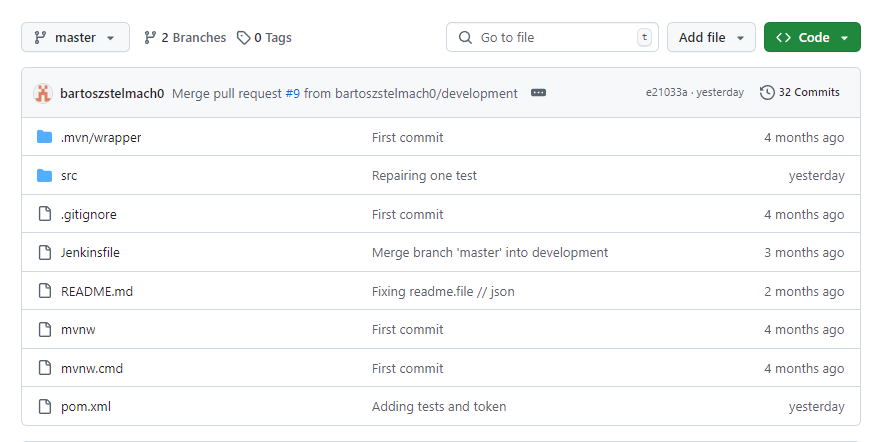 master 2 Branches 0 Tags Go to file t Add file Code
bartoszstelmach0 Merge pull request #9 from bartoszstelmach0/development e21033a · yesterday 32 Commits
.mvn/wrapper First commit 4 months ago
src Repairing one test yesterday
.gitignore First commit 4 months ago
Jenkinsfile Merge branch 'master' into development 3 months ago
README.md Fixing readme.file // json 2 months ago
mvnw First commit 4 months ago
mvnw.cmd First commit 4 months ago
pom.xml Adding tests and token yesterday